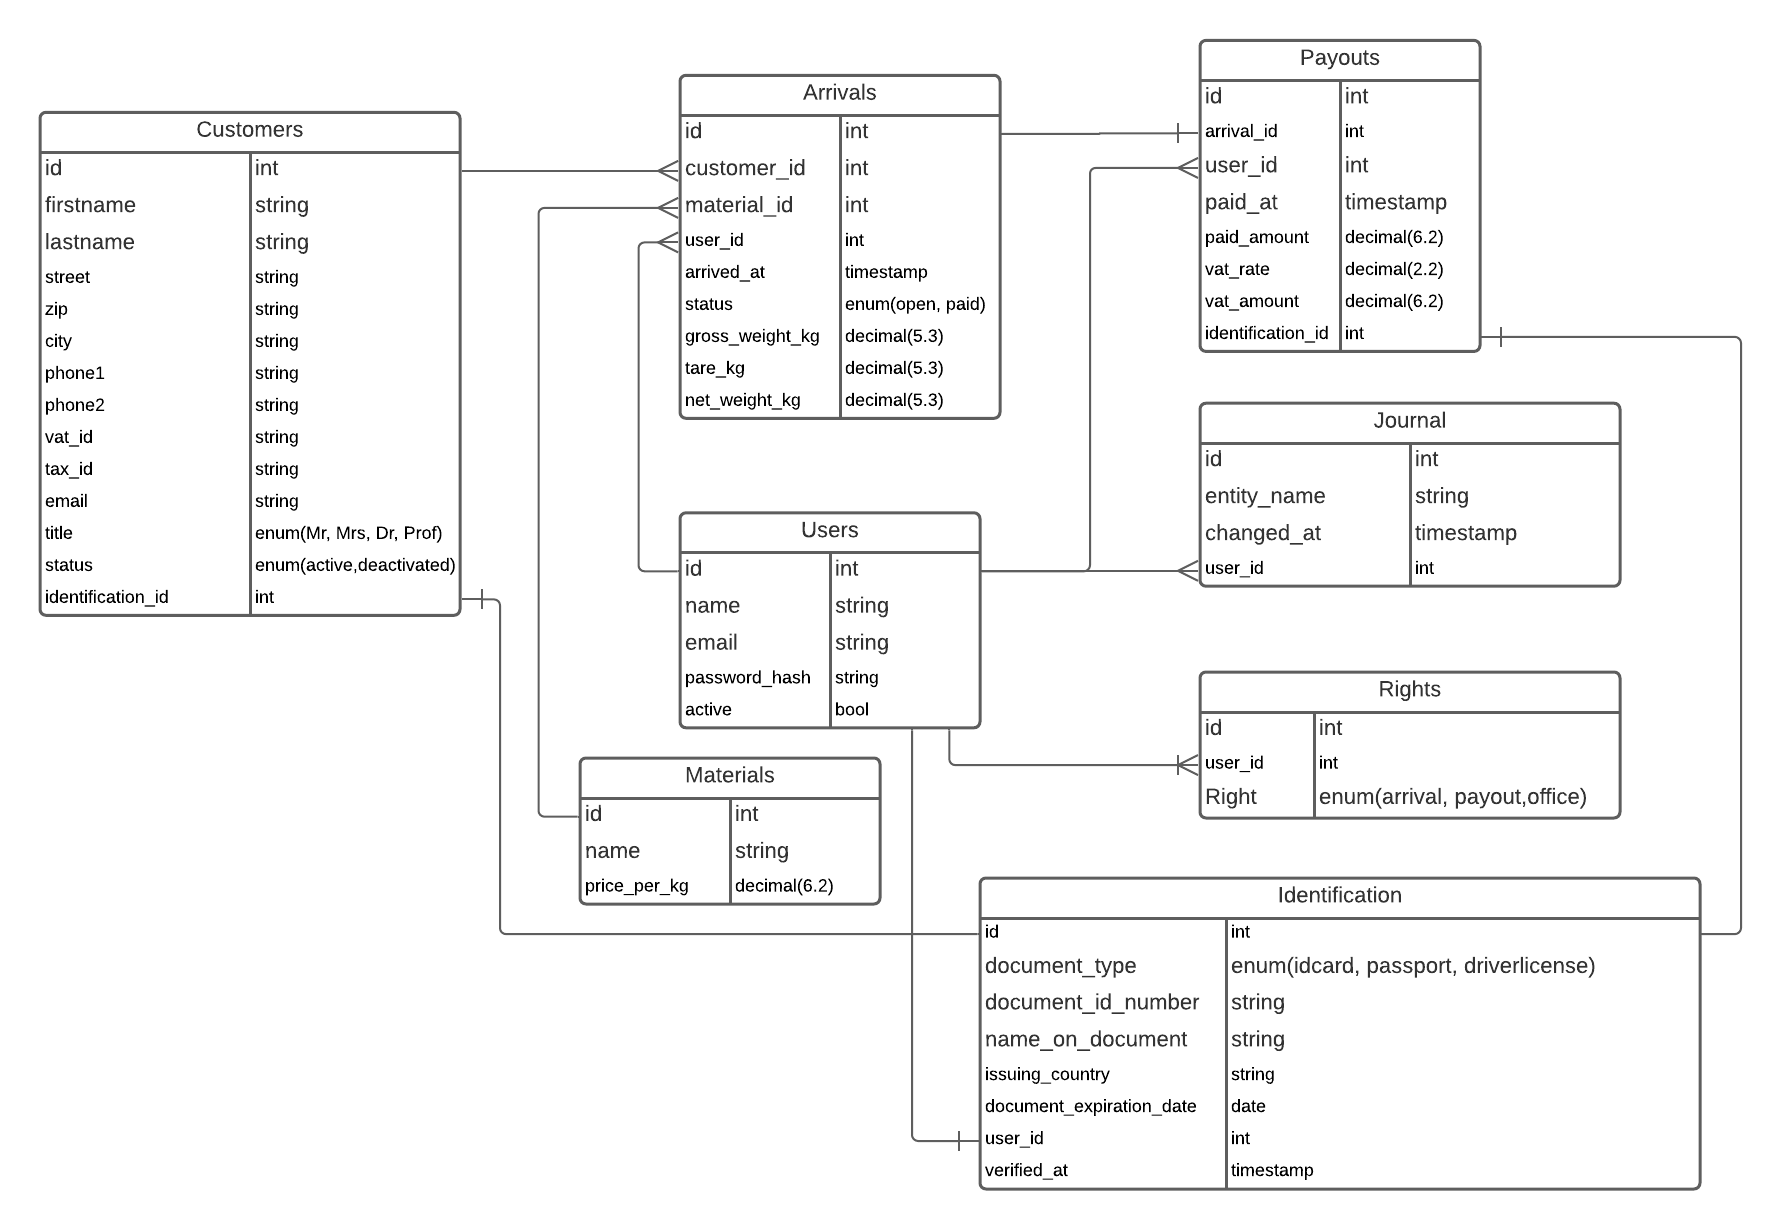 Customers
id int
firstname string
lastname string
street string
zip string
city string
phone1 string
phone2 string
vat_id string
tax_id string
email string
title enum(Mr, Mrs, Dr, Prof)
status enum(active,deactivated)
identification_id int
Arrivals
id int
customer_id int
material_id int
user_id int
arrived_at timestamp
status enum(open, paid)
gross_weight_kg decimal(5.3)
tare_kg decimal(5.3)
net_weight_kg decimal(5.3)
Payouts
id int
arrival_id int
user_id int
paid_at timestamp
paid_amount decimal(6.2)
vat_rate decimal(2.2)
vat_amount decimal(6.2)
identification_id int
Journal
id int
entity_name string
changed_at timestamp
user_id int
Users
id int
name string
email string
password_hash string
active bool
Rights
id int
user_id int
Right enum(arrival, payout,office)
Materials
id int
name string
price_per_kg decimal(6.2)
Identification
id int
document_type enum(idcard, passport, driverlicense)
document_id_number string
name_on_document string
issuing_country string
document_expiration_date date
user_id int
verified_at timestamp